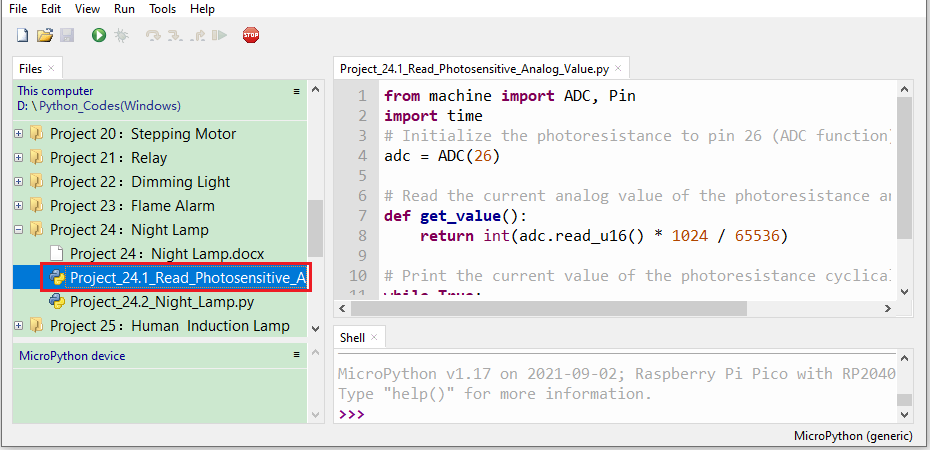 File Edit View Run Tools Help
STOP
Files ×
This computer
D: \ Python_Codes(Windows)
Project 20：Stepping Motor
Project 21：Relay
Project 22：Dimming Light
Project 23：Flame Alarm
Project 24：Night Lamp
Project 24：Night Lamp.docx
Project_24.1_Read_Photosensitive_A
Project_24.2_Night_Lamp.py
Project 25：Human Induction Lamp
MicroPython device
Project_24.1_Read_Photosensitive_Analog_Value.py ×
1 from machine import ADC, Pin
2 import time
3 # Initialize the photoresistance to pin 26 (ADC function)
4 adc = ADC(26)
5
6 # Read the current analog value of the photoresistance an
7 def get_value():
8     return int(adc.read_u16() * 1024 / 65536)
9
10 # Print the current value of the photoresistance cyclical
11 while True:
Shell ×
MicroPython v1.17 on 2021-09-02; Raspberry Pi Pico with RP2040
Type "help()" for more information.
>>>
MicroPython (generic)